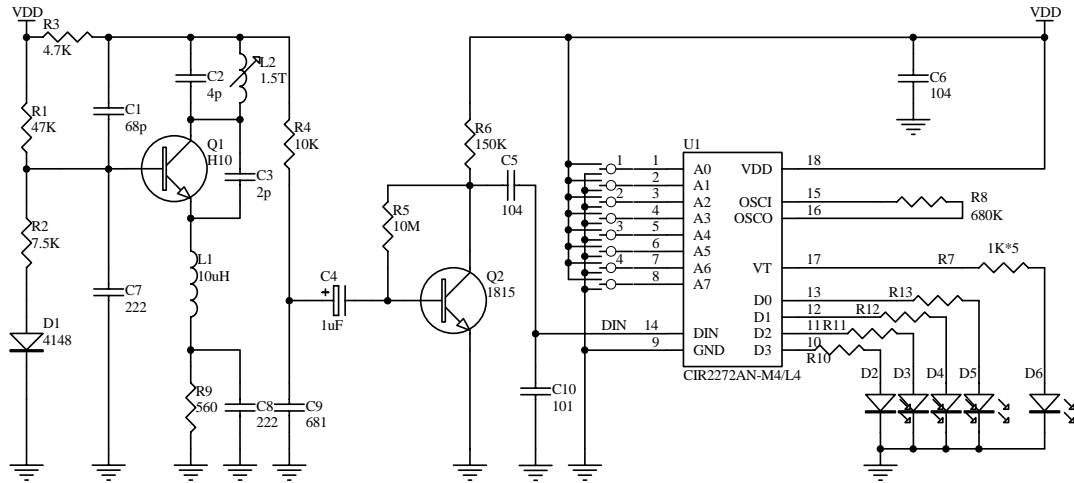 VDD
R3
4.7K
R1
47K
C1
68p
C2
4p
L2
1.5T
Q1
H10
C3
2p
R4
10K
R2
7.5K
L1
10uH
C7
222
D1
4148
R9
560
C8
222
C9
681
C4
+
1uF
R5
10M
R6
150K
C5
104
Q2
1815
C10
101
DIN
VDD
C6
104
U1
1
2
3
4
1
2
3
4
5
6
7
8
14
9
A0
A1
A2
A3
A4
A5
A6
A7
DIN
GND
VDD
OSCI
OSCO
VT
D0
D1
D2
D3
18
15
16
17
13
12
11
10
CIR2272AN-M4/L4
R8
680K
1K*5
R7
R13
R12
R11
R10
D2
D3
D4
D5
D6